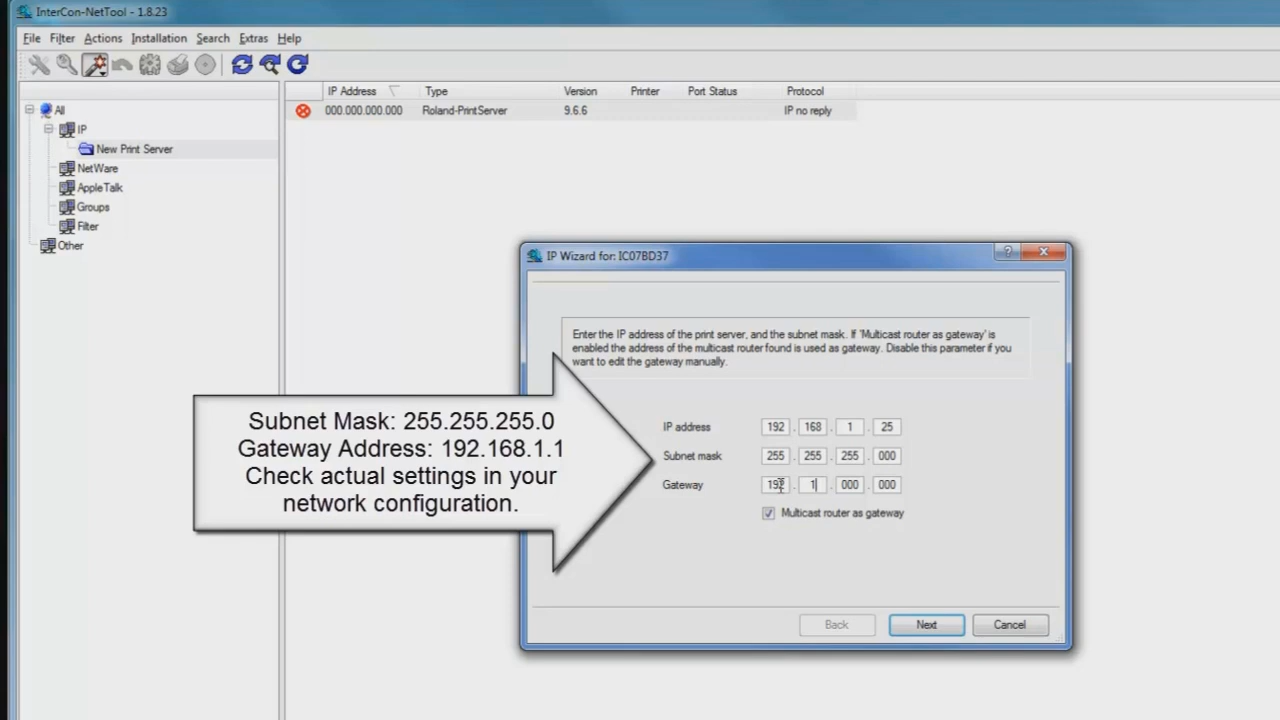 InterCon-NetTool - 1.8.23
File Filter Actions Installation Search Extras Help
IP Address Type Version Printer Port Status Protocol
000.000.000.000 Roland-PrintServer 9.6.6 IP no reply
All
IP
New Print Server
NetWare
AppleTalk
Groups
Filter
Other
IP Wizard for: IC07BD37
Enter the IP address of the print server, and the subnet mask. If 'Multicast router as gateway' is
enabled the address of the multicast router found is used as gateway. Disable this parameter if you
want to edit the gateway manually.
Subnet Mask: 255.255.255.0
Gateway Address: 192.168.1.1
Check actual settings in your
network configuration.
IP address 192 . 168 . 1 . 25
Subnet mask 255 . 255 . 255 . 000
Gateway 192 . 1 . 000 . 000
Multicast router as gateway
Back Next Cancel